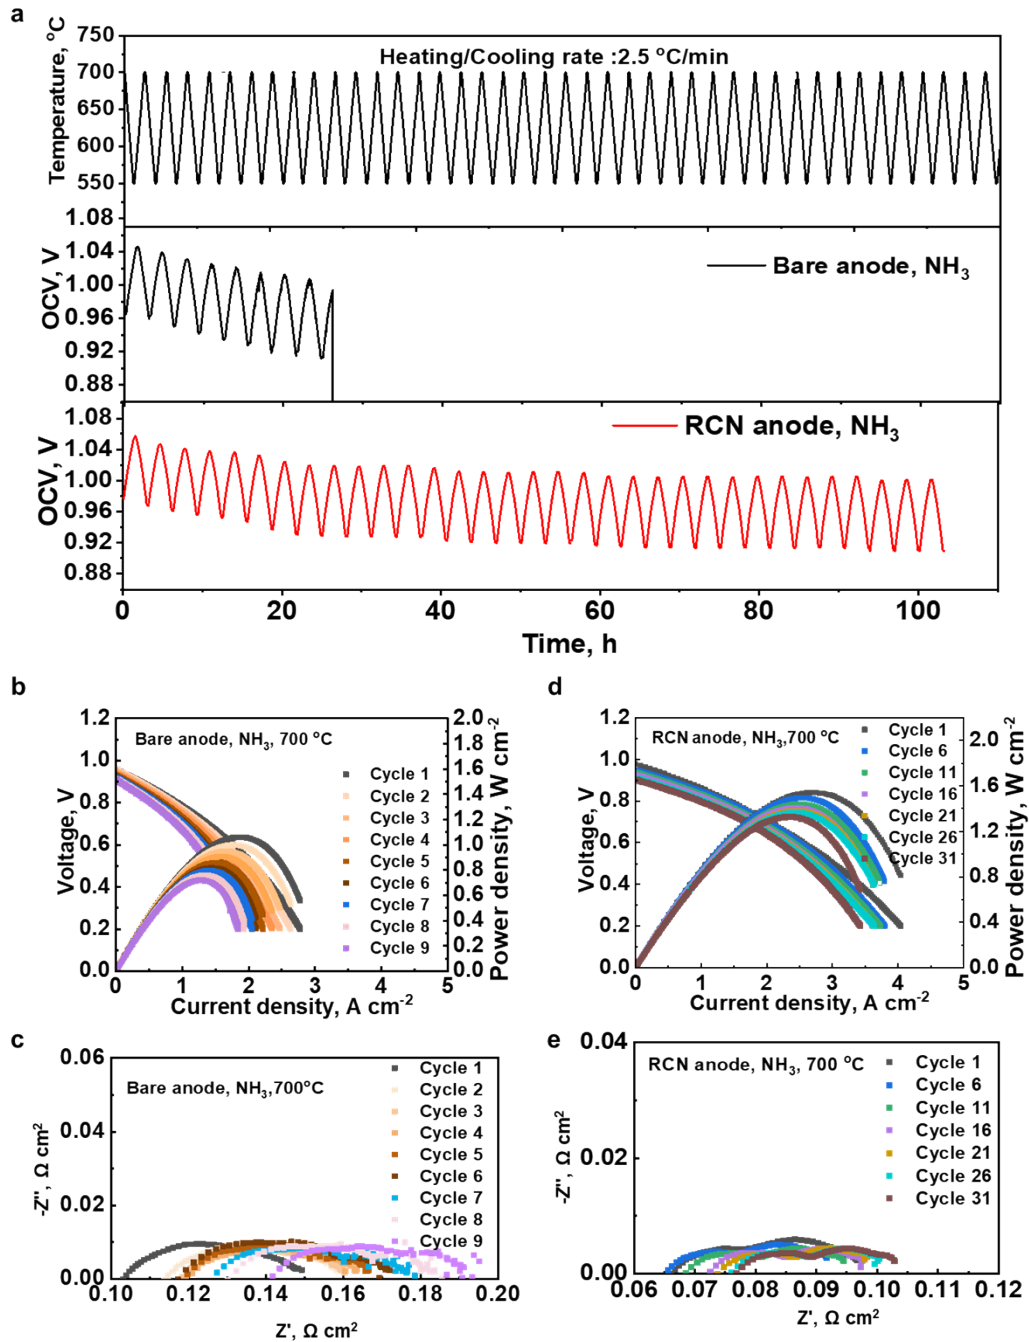 a
Temperature, °C
750
700
650
600
550
1.08
Heating/Cooling rate :2.5 °C/min
OCV, V
1.04
1.00
0.96
0.92
0.88
Bare anode, NH3
OCV, V
1.08
1.04
1.00
0.96
0.92
0.88
RCN anode, NH3
0 20 40 60 80 100
Time, h
b
Voltage, V
1.2
1.0
0.8
0.6
0.4
0.2
0.0
Bare anode, NH3, 700 °C
Cycle 1
Cycle 2
Cycle 3
Cycle 4
Cycle 5
Cycle 6
Cycle 7
Cycle 8
Cycle 9
2.0
1.8
1.6
1.4
1.2
1.0
0.8
0.6
0.4
0.2
0.0
Power density, W cm-2
0 1 2 3 4 5
Current density, A cm-2
d
Voltage, V
1.2
1.0
0.8
0.6
0.4
0.2
0.0
RCN anode, NH3,700 °C
Cycle 1
Cycle 6
Cycle 11
Cycle 16
Cycle 21
Cycle 26
Cycle 31
2.0
1.6
1.2
0.8
0.4
0.0
Power density, W cm-2
0 1 2 3 4 5
Current density, A cm-2
c
-Z'', Ω cm2
0.06
0.04
0.02
0.00
Bare anode, NH3,700°C
Cycle 1
Cycle 2
Cycle 3
Cycle 4
Cycle 5
Cycle 6
Cycle 7
Cycle 8
Cycle 9
0.10 0.12 0.14 0.16 0.18 0.20
Z', Ω cm2
e
-Z'', Ω cm2
0.04
0.02
0.00
RCN anode, NH3, 700 °C
Cycle 1
Cycle 6
Cycle 11
Cycle 16
Cycle 21
Cycle 26
Cycle 31
0.06 0.07 0.08 0.09 0.10 0.11 0.12
Z', Ω cm2